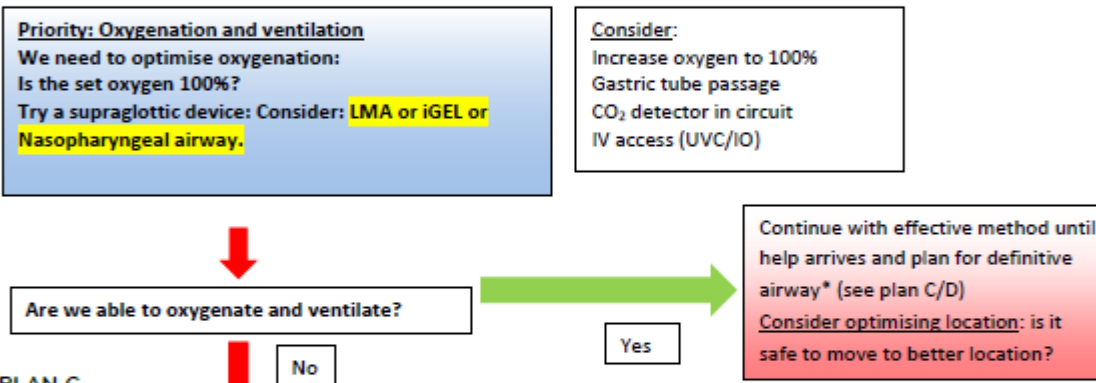 Priority: Oxygenation and ventilation
We need to optimise oxygenation:
Is the set oxygen 100%?
Try a supraglottic device: Consider: LMA or iGEL or
Nasopharyngeal airway.
Consider:
Increase oxygen to 100%
Gastric tube passage
CO₂ detector in circuit
IV access (UVC/IO)
Continue with effective method until
help arrives and plan for definitive
airway* (see plan C/D)
Consider optimising location: is it
safe to move to better location?
Are we able to oxygenate and ventilate?
Yes
No
PLAN C